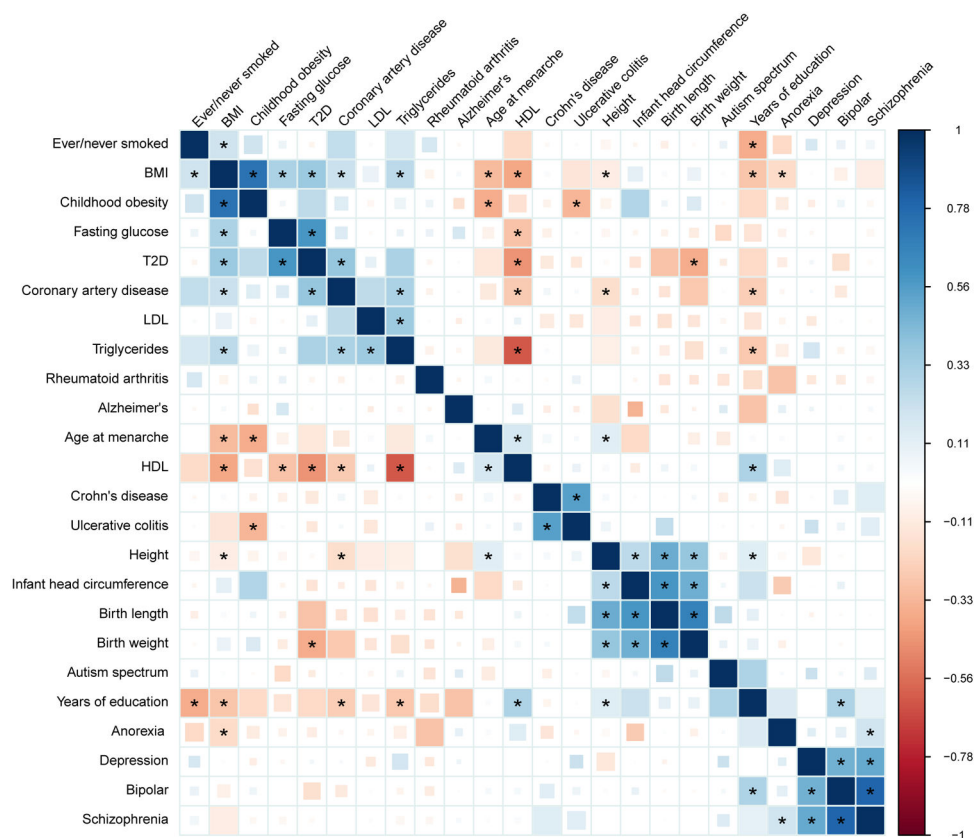 Ever/never smoked
BMI
Childhood obesity
Fasting glucose
T2D
Coronary artery disease
LDL
Triglycerides
Rheumatoid arthritis
Alzheimer's
Age at menarche
HDL
Crohn's disease
Ulcerative colitis
Height
Infant head circumference
Birth length
Birth weight
Autism spectrum
Years of education
Anorexia
Depression
Bipolar
Schizophrenia
Ever/never smoked
* * 1
BMI
* * * * * * * * * * * *
Childhood obesity
* * * 0.78
Fasting glucose
* * *
T2D
* * * * * 
Coronary artery disease
* * * * * * * 0.56
LDL
*
Triglycerides
* * * * * 0.33
Rheumatoid arthritis
Alzheimer's
0.11
Age at menarche
* * * *
HDL
* * * * * * *
Crohn's disease
*
Ulcerative colitis
* * −0.11
Height
* * * * * * *
Infant head circumference
* * * −0.33
Birth length
* * *
Birth weight
* * * *
Autism spectrum
−0.56
Years of education
* * * * * * *
Anorexia
* *
Depression
* * −0.78
Bipolar
* * *
Schizophrenia
* * *
−1